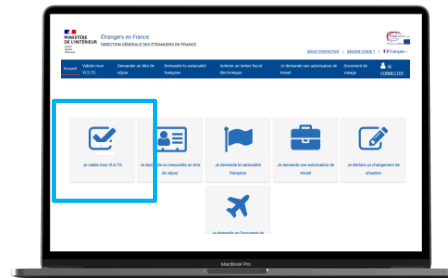 MINISTÈRE
DE L'INTÉRIEUR
Étrangers en France
DIRECTION GÉNÉRALE DES ÉTRANGERS EN FRANCE
NOUS CONTACTER | BESOIN D'AIDE ? | Français
Accueil
Valider mon
VLS-TS
Demander un titre de
séjour
Demander la nationalité
française
Acheter un timbre fiscal
électronique
Je demande une autorisation de
travail
Document de
voyage
SE
CONNECTER
Je valide mon VLS-TS
Je demande ou renouvelle un titre
de séjour
Je demande la nationalité
française
Je demande une autorisation de
travail
Je déclare un changement de
situation
Je demande un Document de
MacBook Pro